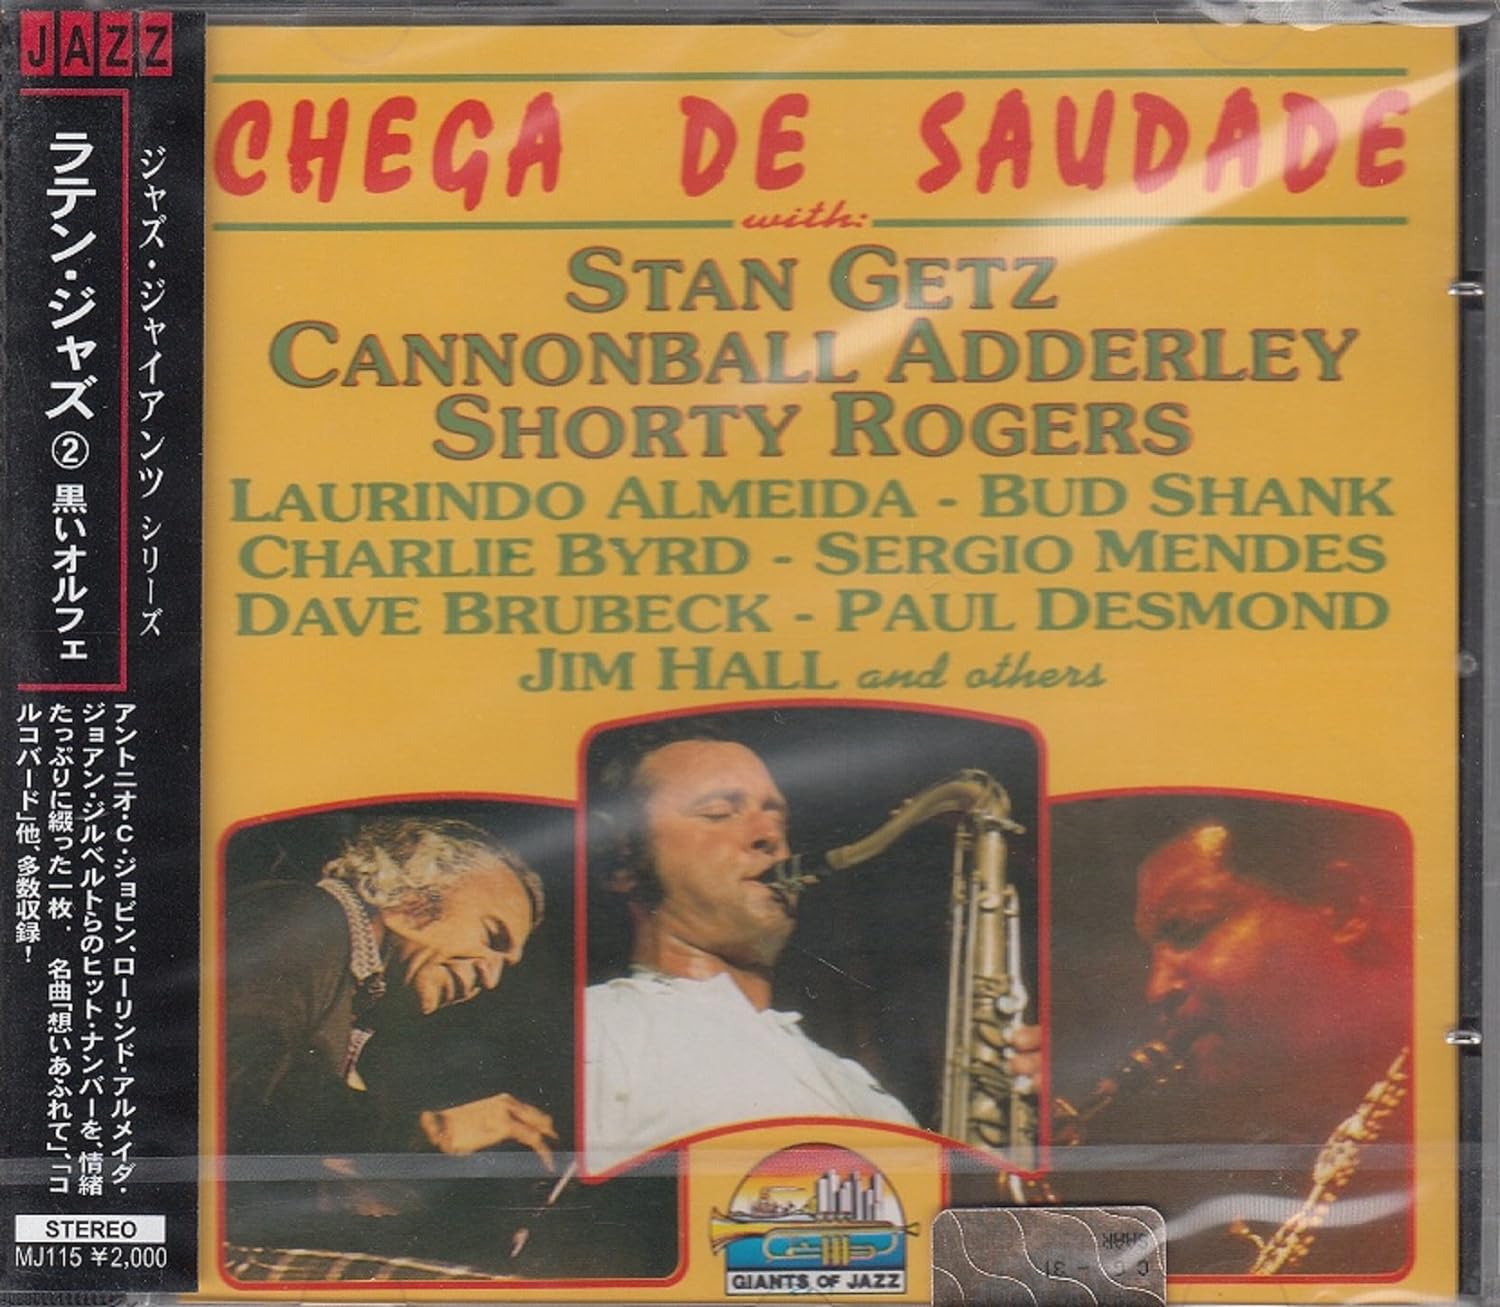 JAZZ
ジャズ・ジャイアンツ シリーズ
ラテン・ジャズ② 黒いオルフェ
アントニオ・C・ジョビン、ローリンド・アルメイダ・
ジョアン・ジルベルトらのヒット・ナンバーを、情緒
たっぷりに綴った一枚. 名曲「想いあふれて」、「コ
ルコバード」他、多数収録!
STEREO
MJ115 ¥2,000
CHEGA DE SAUDADE
with:
STAN GETZ
CANNONBALL ADDERLEY
SHORTY ROGERS
LAURINDO ALMEIDA - BUD SHANK
CHARLIE BYRD - SERGIO MENDES
DAVE BRUBECK - PAUL DESMOND
JIM HALL and others
GIANTS OF JAZZ